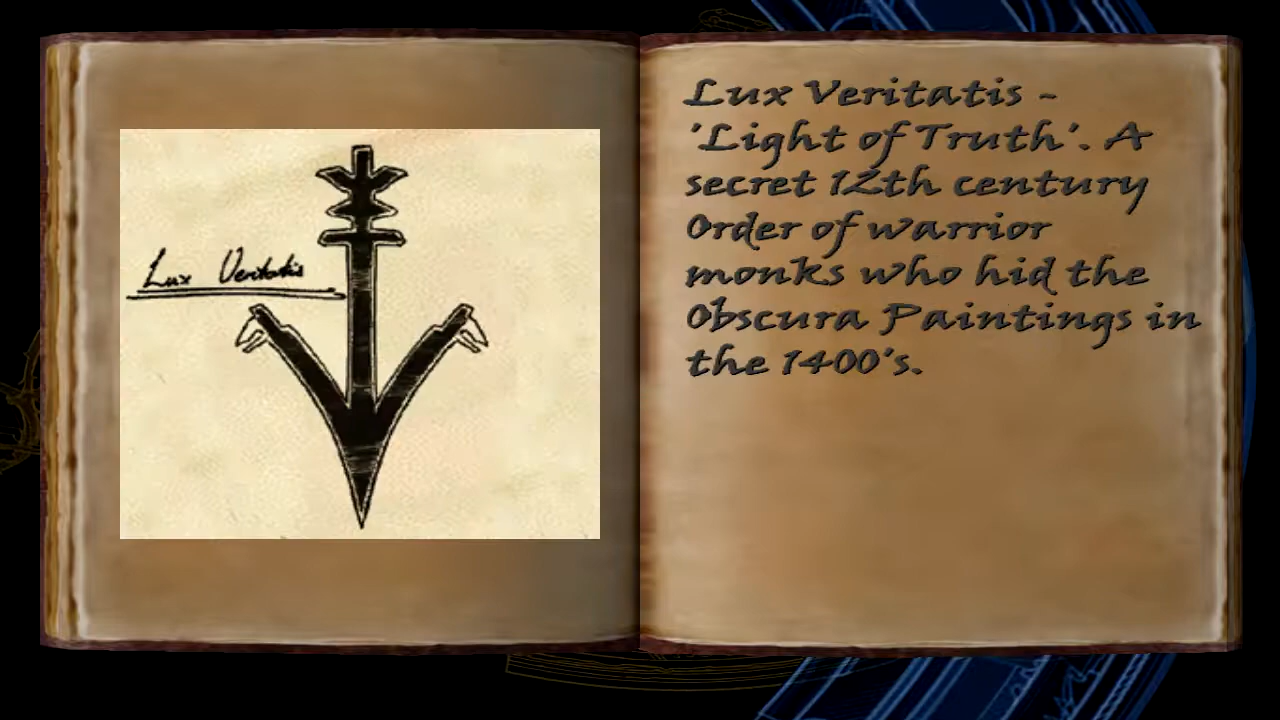 Lux Veritatis
Lux Veritatis -
'Light of Truth'. A
secret 12th century
Order of warrior
monks who hid the
Obscura Paintings in
the 1400's.